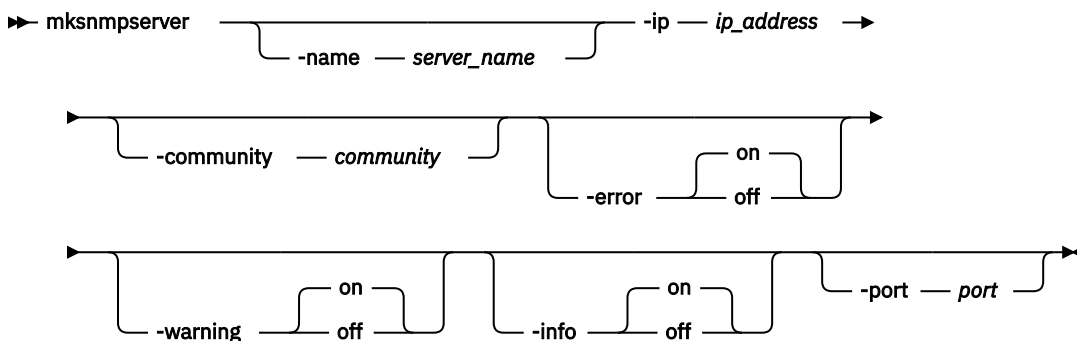 mksnmpserver -ip ip_address
-name server_name
-community community
on
-error off
on on
-port port
-warning off -info off